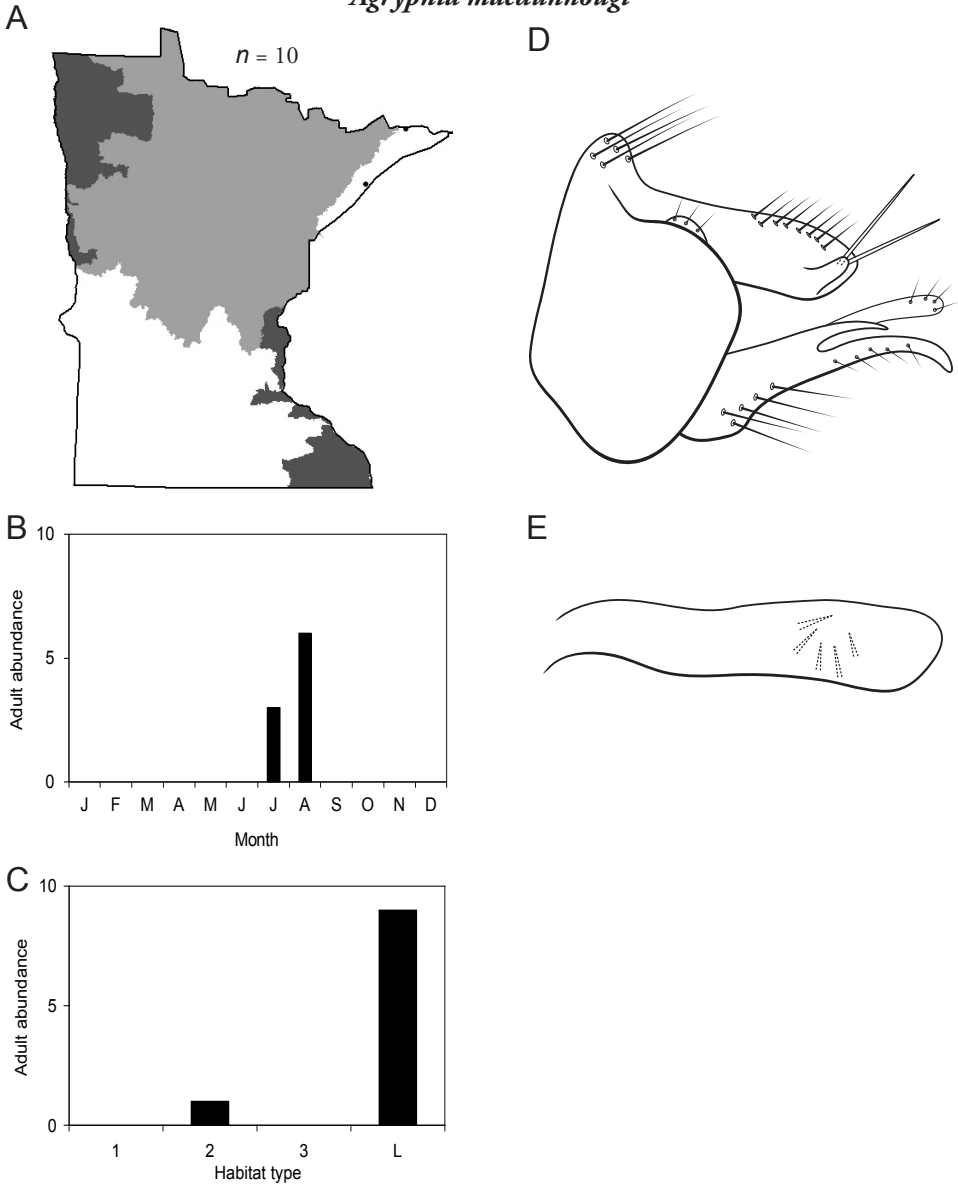 Agrypnia macdunnoughi
A
n = 10
D
B
10
5
0
Adult abundance
J F M A M J J A S O N D
Month
E
C
10
5
0
Adult abundance
1 2 3 L
Habitat type